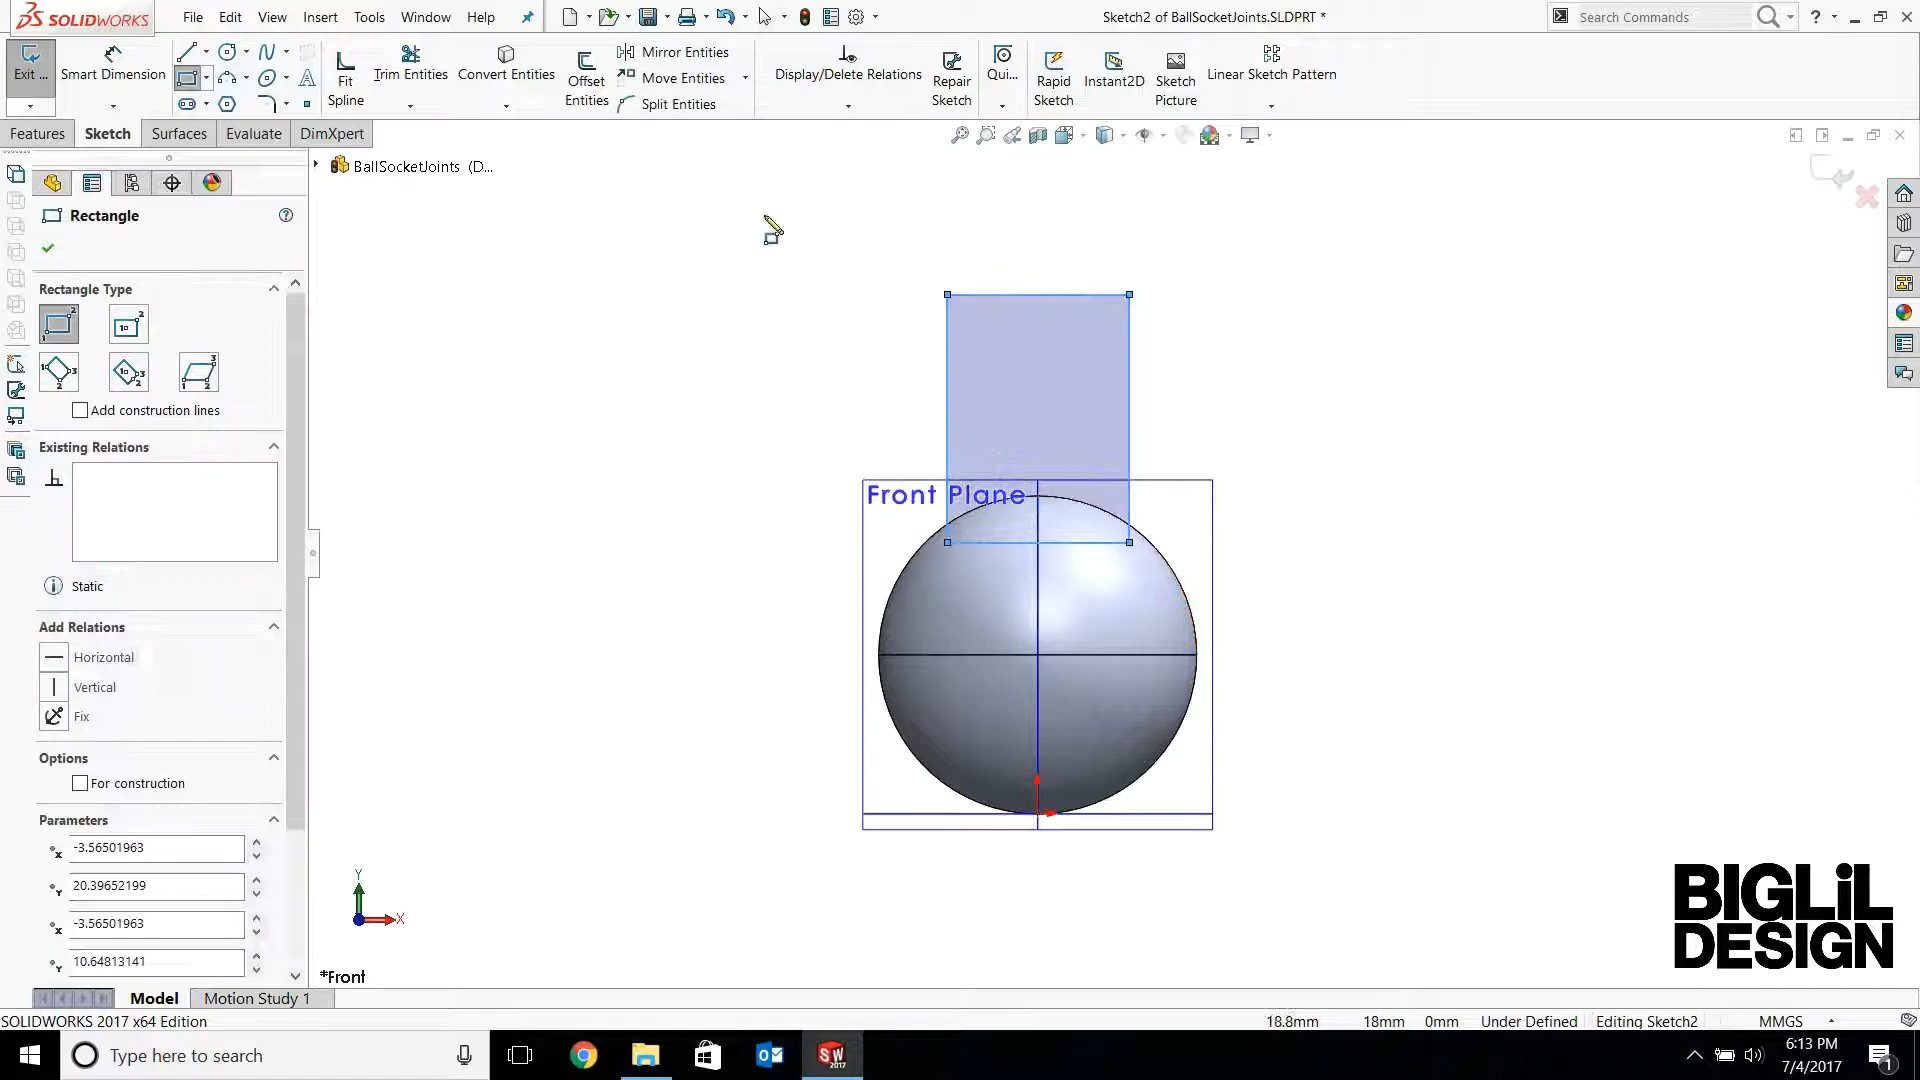 SOLIDWORKS File Edit View Insert Tools Window Help Sketch2 of BallSocketJoints.SLDPRT * Search Commands ?
Exit ... Smart Dimension Fit Spline Trim Entities Convert Entities Offset Entities Mirror Entities Move Entities Split Entities Display/Delete Relations Repair Sketch Qui... Rapid Sketch Instant2D Sketch Picture Linear Sketch Pattern
Features Sketch Surfaces Evaluate DimXpert
BallSocketJoints (D...
Rectangle
Rectangle Type
Add construction lines
Existing Relations
Static
Add Relations
Horizontal
Vertical
Fix
Options
For construction
Parameters
-3.56501963
20.39652199
-3.56501963
10.64813141
Front Plane
Y
X
*Front
BIGLiL
DESIGN
Model Motion Study 1
SOLIDWORKS 2017 x64 Edition 18.8mm 18mm 0mm Under Defined Editing Sketch2 MMGS
Type here to search SW 2017 6:13 PM
7/4/2017 1